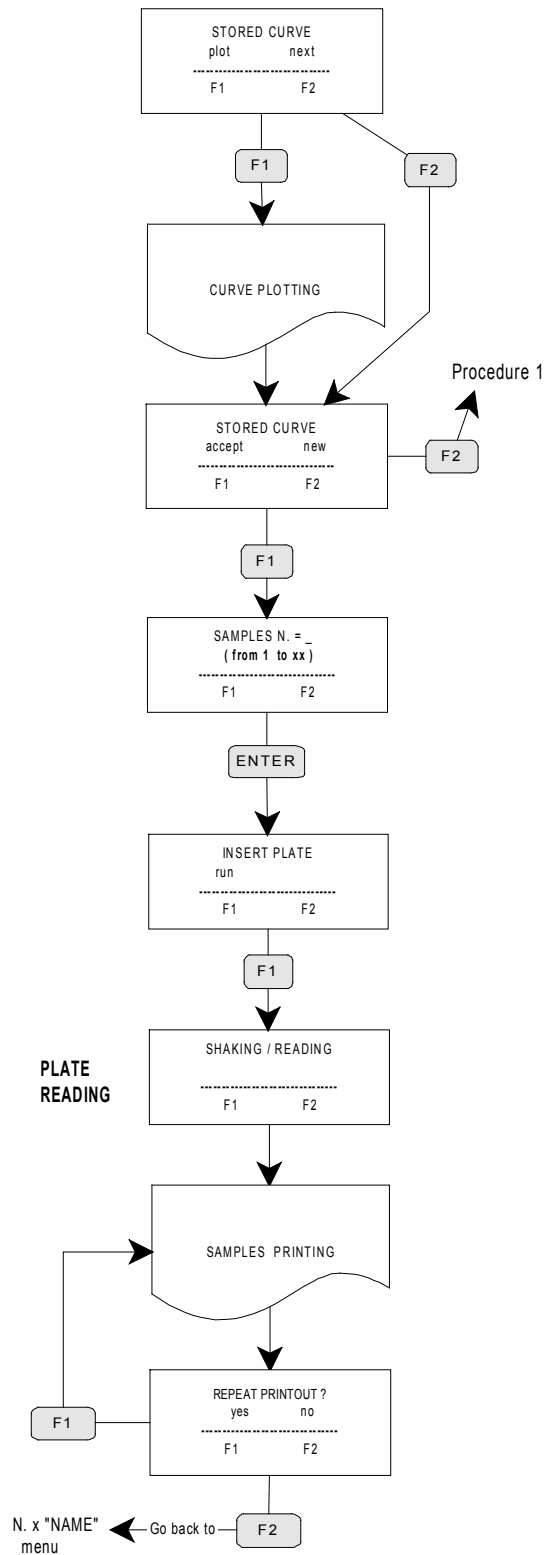 STORED CURVE
plot next
F1 F2
F1
F2
CURVE PLOTTING
Procedure 1
STORED CURVE
accept new
F1 F2
F2
F1
SAMPLES N. = _
( from 1 to xx )
F1 F2
ENTER
INSERT PLATE
run
F1 F2
F1
SHAKING / READING
F1 F2
PLATE
READING
SAMPLES PRINTING
REPEAT PRINTOUT ?
yes no
F1 F2
F1
N. x "NAME"
menu
Go back to
F2